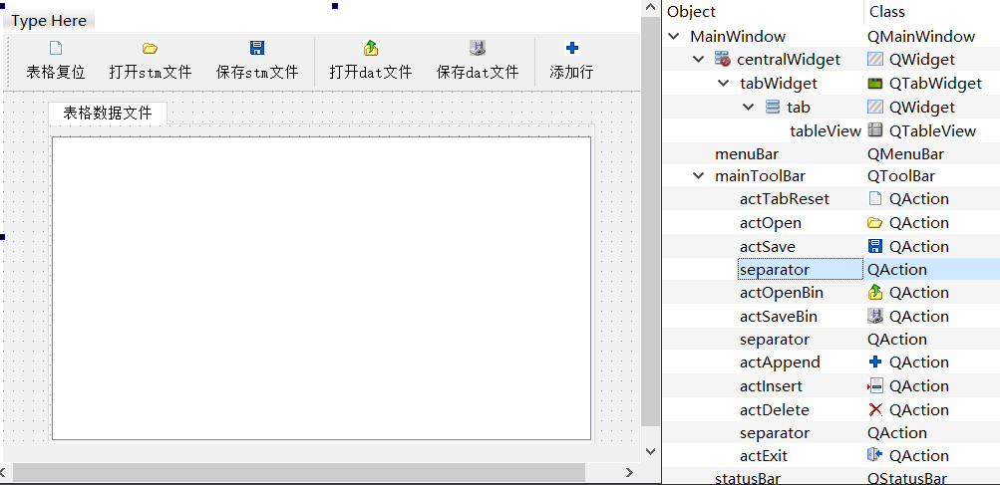 Type Here
表格复位 打开stm文件 保存stm文件 打开dat文件 保存dat文件 添加行
表格数据文件
Object Class
MainWindow QMainWindow
centralWidget QWidget
tabWidget QTabWidget
tab QWidget
tableView QTableView
menuBar QMenuBar
mainToolBar QToolBar
actTabReset QAction
actOpen QAction
actSave QAction
separator QAction
actOpenBin QAction
actSaveBin QAction
separator QAction
actAppend QAction
actInsert QAction
actDelete QAction
separator QAction
actExit QAction
statusBar QStatusBar